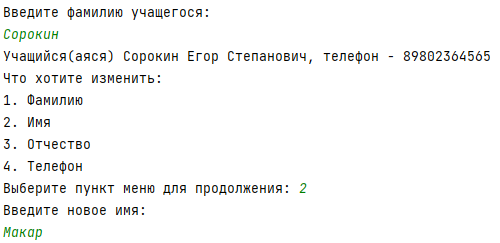 Введите фамилию учащегося:
Сорокин
Учащийся(аяся) Сорокин Егор Степанович, телефон - 89802364565
Что хотите изменить:
1. Фамилию
2. Имя
3. Отчество
4. Телефон
Выберите пункт меню для продолжения: 2
Введите новое имя:
Макар